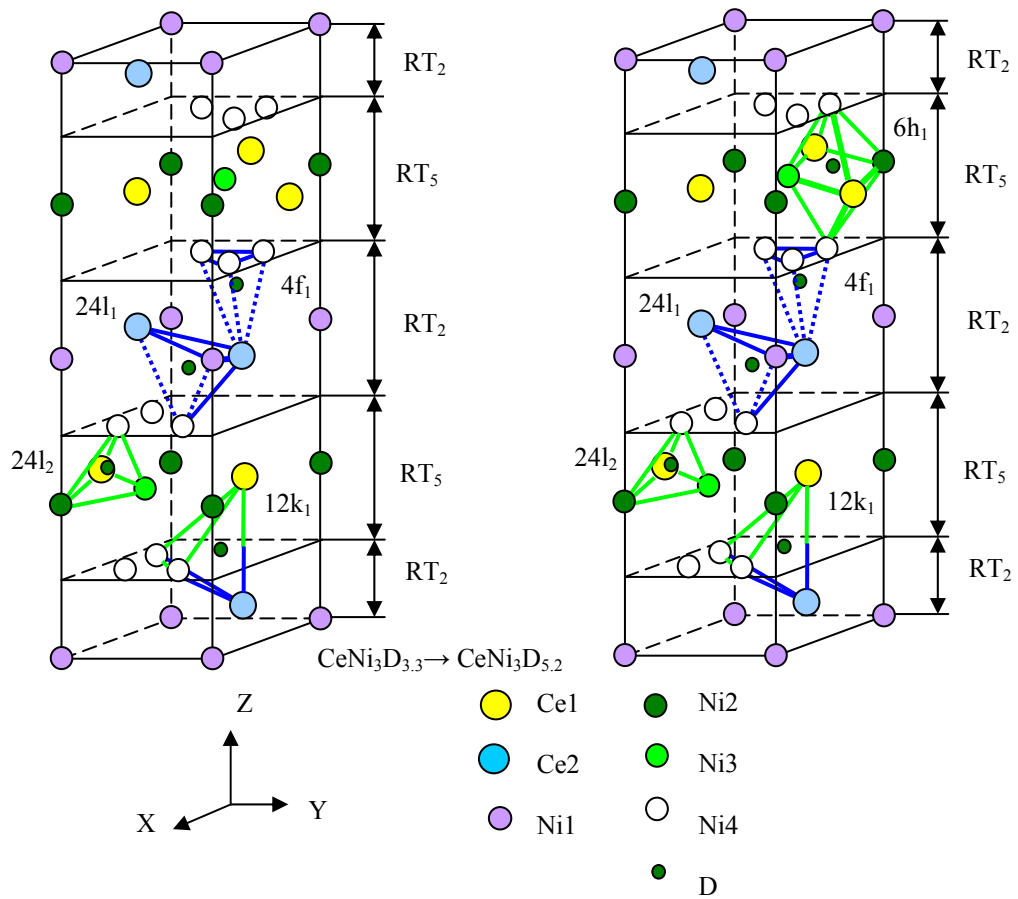 RT₂
RT₅
24l₁
4f₁
RT₂
24l₂
12k₁
RT₅
RT₂
RT₂
6h₁
RT₅
24l₁
4f₁
RT₂
24l₂
12k₁
RT₅
RT₂
CeNi₃D₃.₃→ CeNi₃D₅.₂
Z
X
Y
Ce1
Ce2
Ni1
Ni2
Ni3
Ni4
D